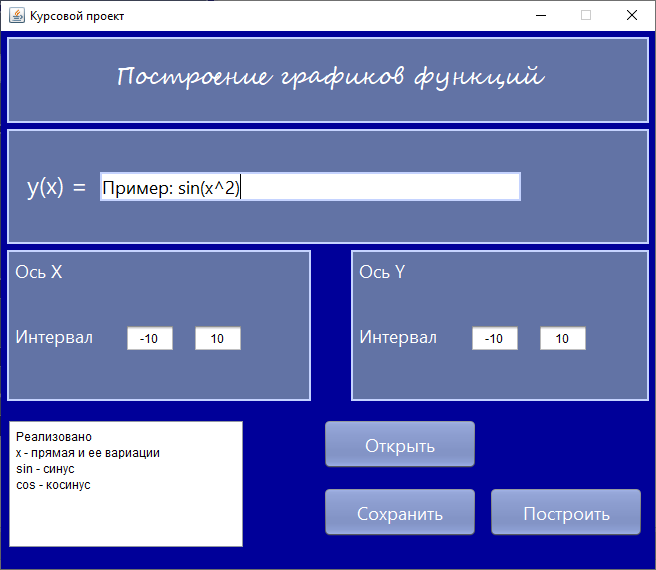 Курсовой проект
Построение графиков функций
y(x) = Пример: sin(x^2)
Ось X
Интервал -10 10
Ось Y
Интервал -10 10
Реализовано
x - прямая и ее вариации
sin - синус
cos - косинус
Открыть
Сохранить
Построить